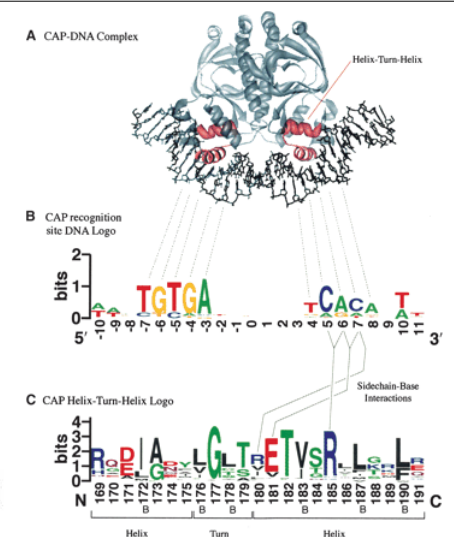 A CAP-DNA Complex
Helix-Turn-Helix
B CAP recognition
site DNA Logo
2
1
0
bits
TGTGA
T
CACA
T
A
-10 -9 -8 -7 -6 -5 -4 -3 -2 -1 0 1 2 3 4 5 6 7 8 9 10 11
5' 3'
Sidechain-Base
Interactions
C CAP Helix-Turn-Helix Logo
4
3
2
1
0
bits
R D I A L G L T R E T V S R L L
169 170 171 172 173 174 175 176 177 178 179 180 181 182 183 184 185 186 187 188 189 190 191
N C
B B B B B B
Helix Turn Helix